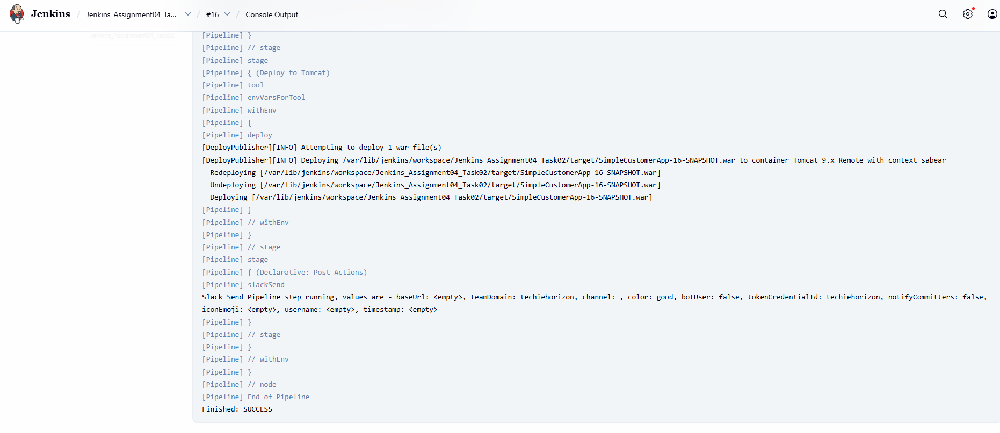 Jenkins / Jenkins_Assignment04_Ta... / #16 / Console Output
Jenkins_Assignment04_Task02
[Pipeline] }
[Pipeline] // stage
[Pipeline] stage
[Pipeline] { (Deploy to Tomcat)
[Pipeline] tool
[Pipeline] envVarsForTool
[Pipeline] withEnv
[Pipeline] {
[Pipeline] deploy
[DeployPublisher][INFO] Attempting to deploy 1 war file(s)
[DeployPublisher][INFO] Deploying /var/lib/jenkins/workspace/Jenkins_Assignment04_Task02/target/SimpleCustomerApp-16-SNAPSHOT.war to container Tomcat 9.x Remote with context sabear
  Redeploying [/var/lib/jenkins/workspace/Jenkins_Assignment04_Task02/target/SimpleCustomerApp-16-SNAPSHOT.war]
  Undeploying [/var/lib/jenkins/workspace/Jenkins_Assignment04_Task02/target/SimpleCustomerApp-16-SNAPSHOT.war]
  Deploying [/var/lib/jenkins/workspace/Jenkins_Assignment04_Task02/target/SimpleCustomerApp-16-SNAPSHOT.war]
[Pipeline] }
[Pipeline] // withEnv
[Pipeline] }
[Pipeline] // stage
[Pipeline] stage
[Pipeline] { (Declarative: Post Actions)
[Pipeline] slackSend
Slack Send Pipeline step running, values are - baseUrl: <empty>, teamDomain: techiehorizon, channel: , color: good, botUser: false, tokenCredentialId: techiehorizon, notifyCommitters: false,
iconEmoji: <empty>, username: <empty>, timestamp: <empty>
[Pipeline] }
[Pipeline] // stage
[Pipeline] }
[Pipeline] // withEnv
[Pipeline] }
[Pipeline] // node
[Pipeline] End of Pipeline
Finished: SUCCESS